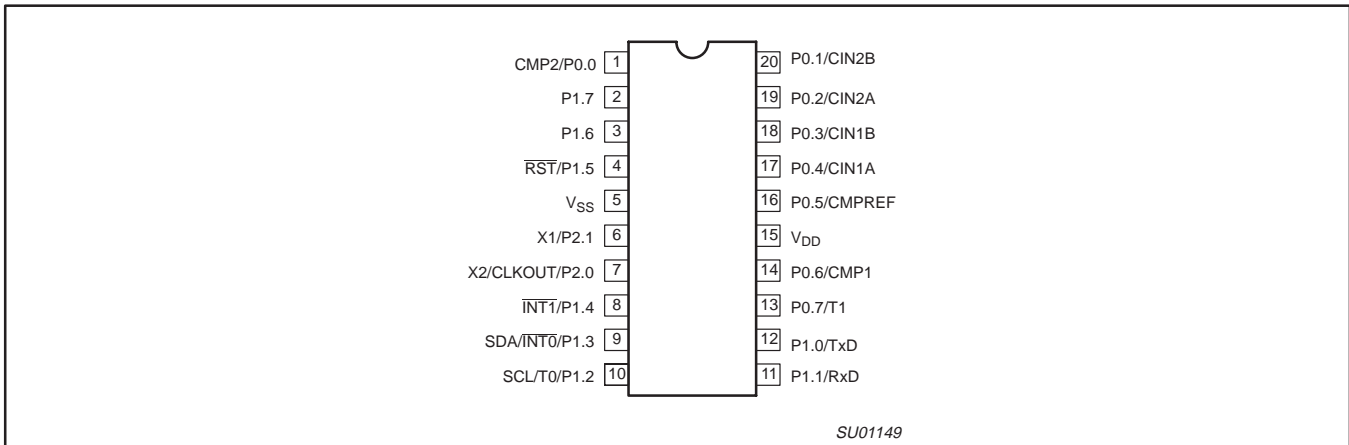 CMP2/P0.0 1 20 P0.1/CIN2B
P1.7 2 19 P0.2/CIN2A
P1.6 3 18 P0.3/CIN1B
R̅S̅T̅/P1.5 4 17 P0.4/CIN1A
VSS 5 16 P0.5/CMPREF
X1/P2.1 6 15 VDD
X2/CLKOUT/P2.0 7 14 P0.6/CMP1
I̅N̅T̅1̅/P1.4 8 13 P0.7/T1
SDA/I̅N̅T̅0̅/P1.3 9 12 P1.0/TxD
SCL/T0/P1.2 10 11 P1.1/RxD
SU01149